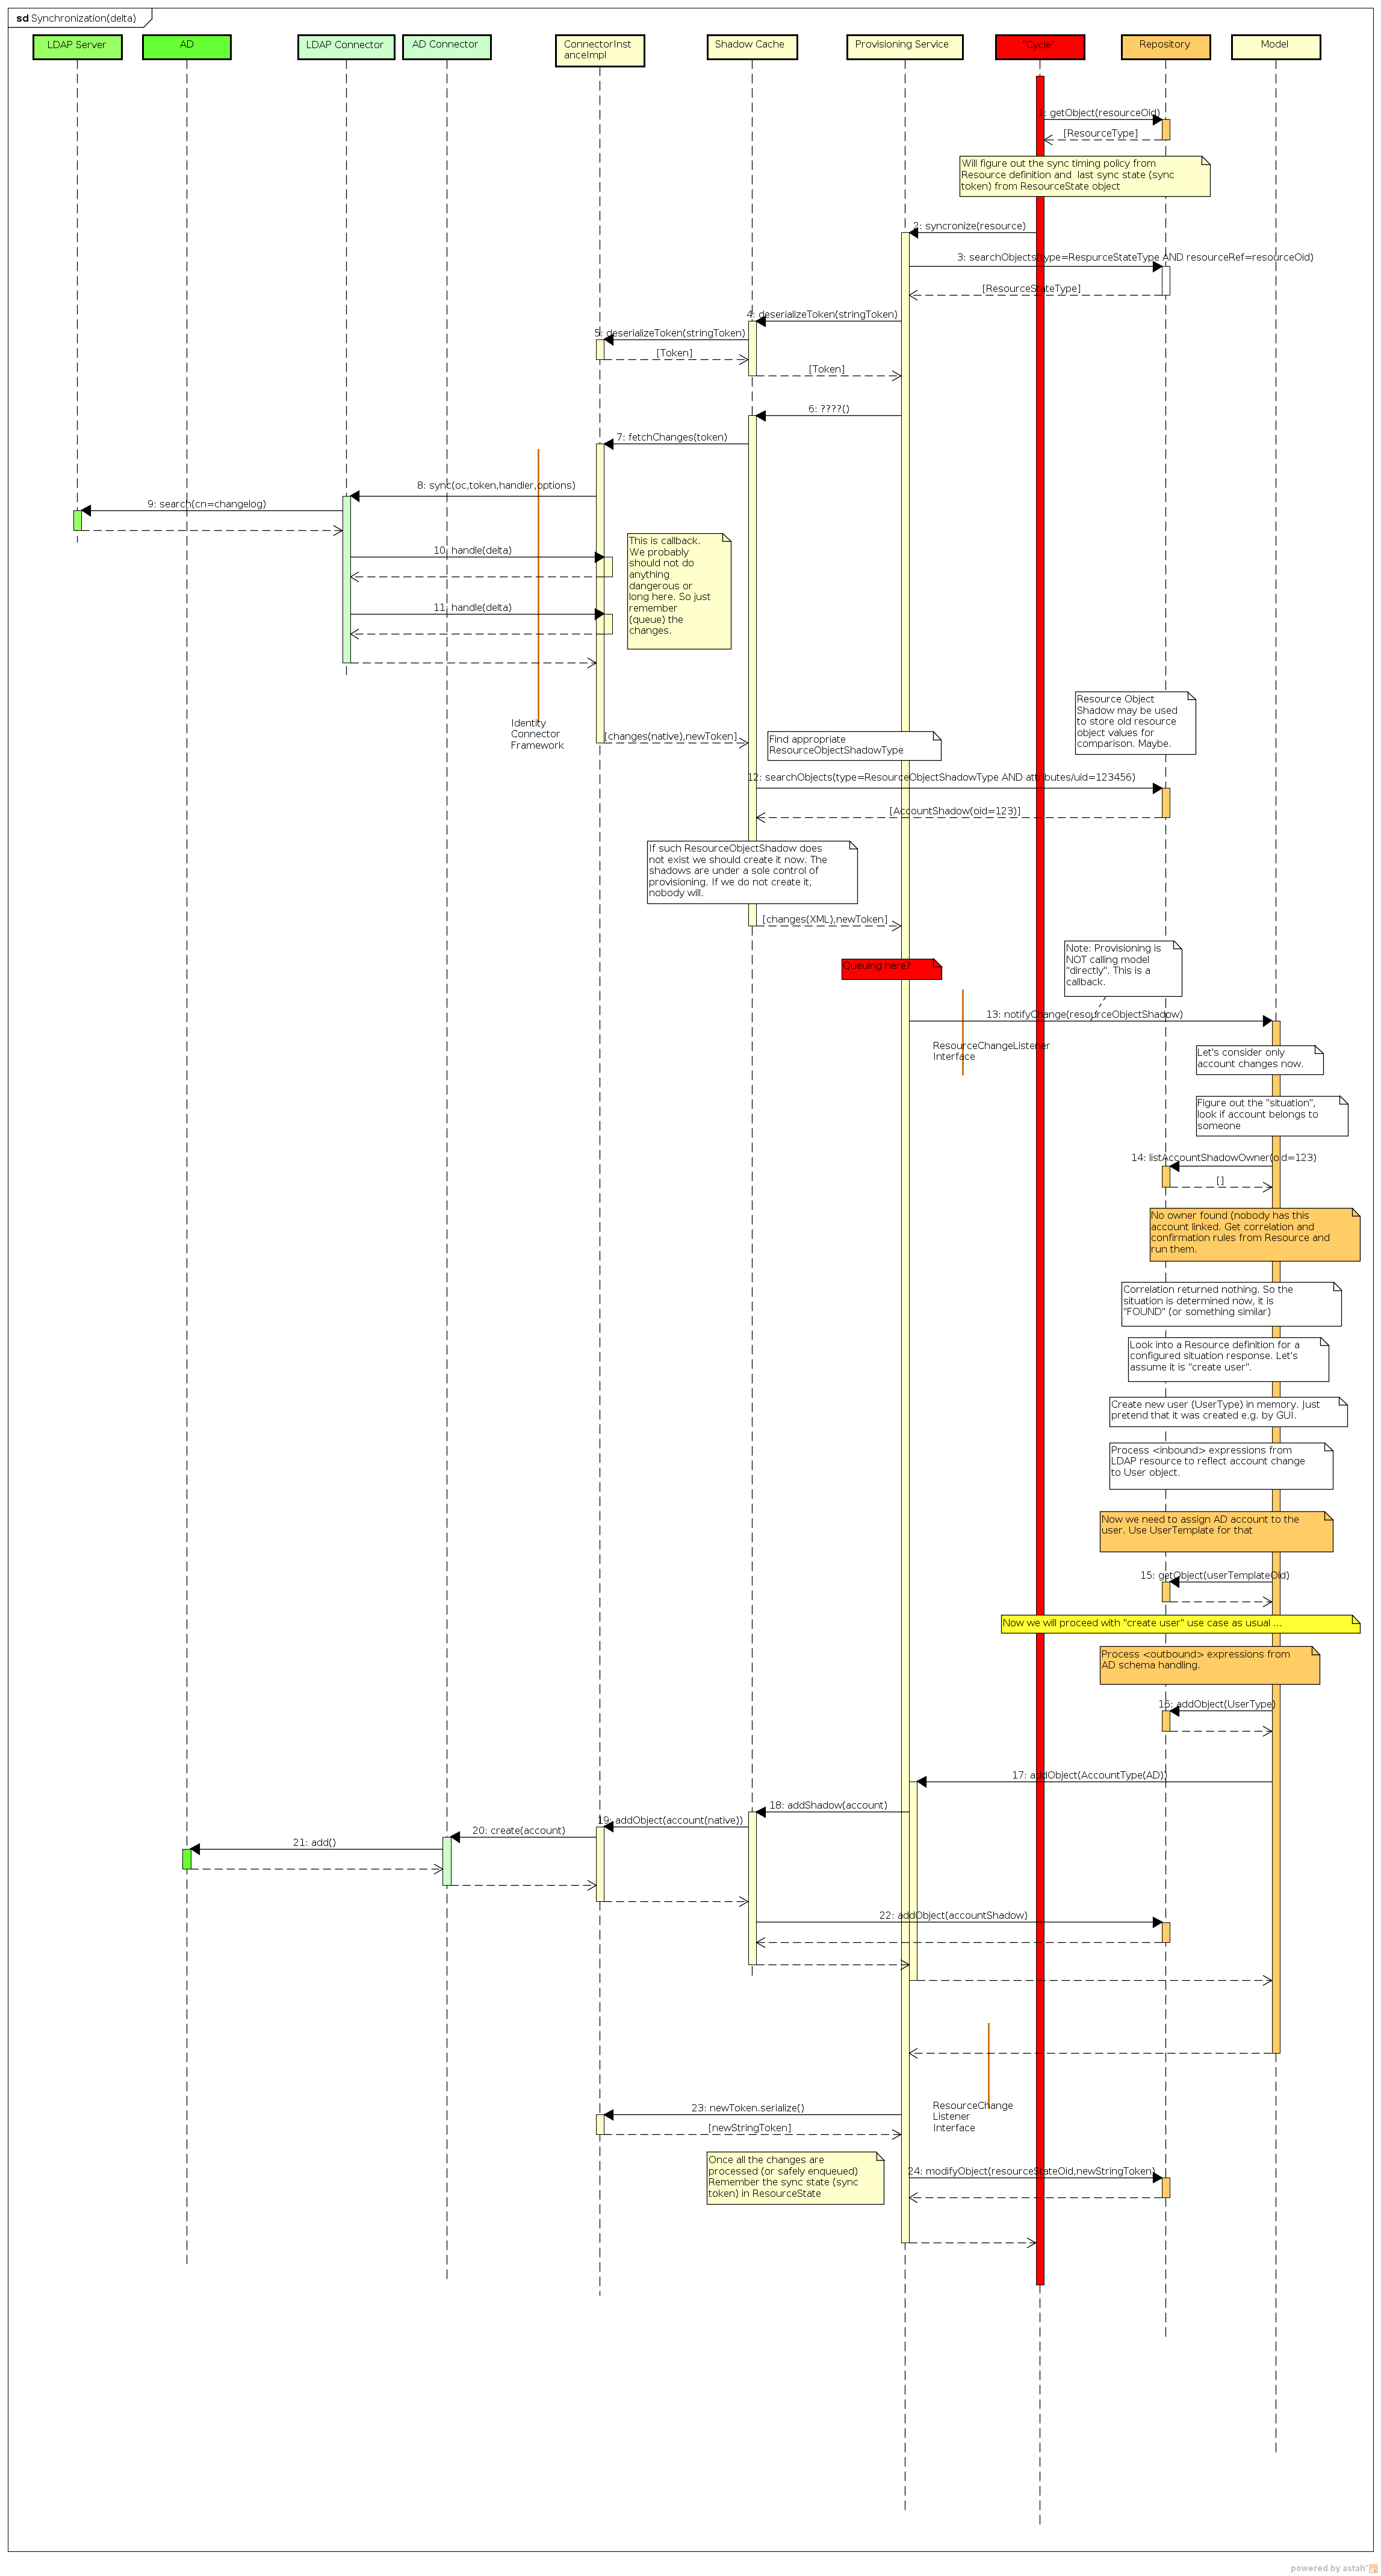 sd Synchronization(delta)
LDAP Server
AD
LDAP Connector
AD Connector
ConnectorInst
anceImpl
Shadow Cache
Provisioning Service
"Cycle"
Repository
Model
1: getObject(resourceOid)
[ResourceType]
Will figure out the sync timing policy from
Resource definition and  last sync state (sync
token) from ResourceState object
2: syncronize(resource)
3: searchObjects(type=RespurceStateType AND resourceRef=resourceOid)
[ResourceStateType]
4: deserializeToken(stringToken)
5: deserializeToken(stringToken)
[Token]
[Token]
6: ????()
7: fetchChanges(token)
8: sync(oc,token,handler,options)
9: search(cn=changelog)
10: handle(delta)
This is callback.
We probably
should not do
anything
dangerous or
long here. So just
remember
(queue) the
changes.
11: handle(delta)
Identity
Connector
Framework
[changes(native),newToken]
Find appropriate
ResourceObjectShadowType
Resource Object
Shadow may be used
to store old resource
object values for
comparison. Maybe.
12: searchObjects(type=ResourceObjectShadowType AND attributes/uid=123456)
[AccountShadow(oid=123)]
If such ResourceObjectShadow does
not exist we should create it now. The
shadows are under a sole control of
provisioning. If we do not create it,
nobody will.
[changes(XML),newToken]
Queuing here?
Note: Provisioning is
NOT calling model
"directly". This is a
callback.
13: notifyChange(resourceObjectShadow)
ResourceChangeListener
Interface
Let's consider only
account changes now.
Figure out the "situation",
look if account belongs to
someone
14: listAccountShadowOwner(oid=123)
[]
No owner found (nobody has this
account linked. Get correlation and
confirmation rules from Resource and
run them.
Correlation returned nothing. So the
situation is determined now, it is
"FOUND" (or something similar)
Look into a Resource definition for a
configured situation response. Let's
assume it is "create user".
Create new user (UserType) in memory. Just
pretend that it was created e.g. by GUI.
Process <inbound> expressions from
LDAP resource to reflect account change
to User object.
Now we need to assign AD account to the
user. Use UserTemplate for that
15: getObject(userTemplateOid)
Now we will proceed with "create user" use case as usual ...
Process <outbound> expressions from
AD schema handling.
16: addObject(UserType)
17: addObject(AccountType(AD))
18: addShadow(account)
19: addObject(account(native))
20: create(account)
21: add()
22: addObject(accountShadow)
23: newToken.serialize()
[newStringToken]
ResourceChange
Listener
Interface
Once all the changes are
processed (or safely enqueued)
Remember the sync state (sync
token) in ResourceState
24: modifyObject(resourceStateOid,newStringToken)
powered by astah*